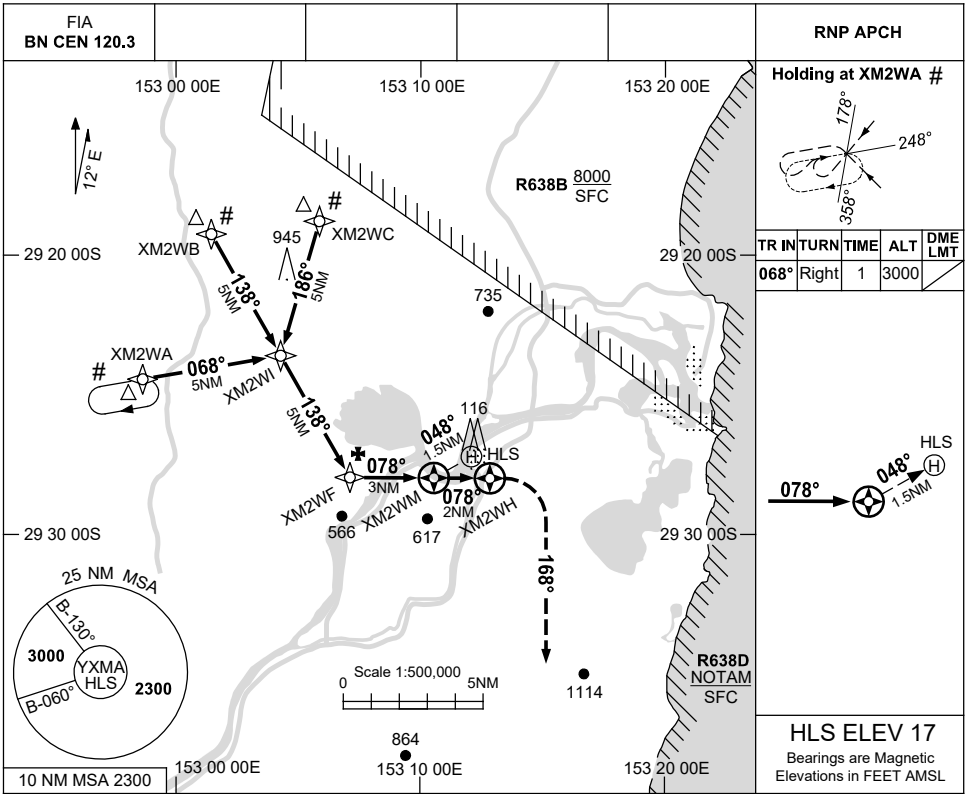 FIA
BN CEN 120.3
RNP APCH
153 00 00E
153 10 00E
153 20 00E
Holding at XM2WA #
178°
248°
358°
12° E
R638B 8000
SFC
#
#
XM2WB
945
XM2WC
29 20 00S
29 20 00S
TR IN TURN TIME ALT DME LMT
068° Right 1 3000
138°
5NM
186°
5NM
735
XM2WA
#
068°
5NM
XM2WI
138°
5NM
116
048°
1.5NM
H HLS
HLS
H
048°
1.5NM
078°
078°
3NM
078°
2NM
XM2WF
XM2WM
XM2WH
566
617
29 30 00S
29 30 00S
168°
25 NM MSA
B-130°
3000
YXMA
HLS
2300
B-060°
Scale 1:500,000
0 5NM
1114
R638D
NOTAM
SFC
864
HLS ELEV 17
Bearings are Magnetic
Elevations in FEET AMSL
10 NM MSA 2300
153 00 00E
153 10 00E
153 20 00E